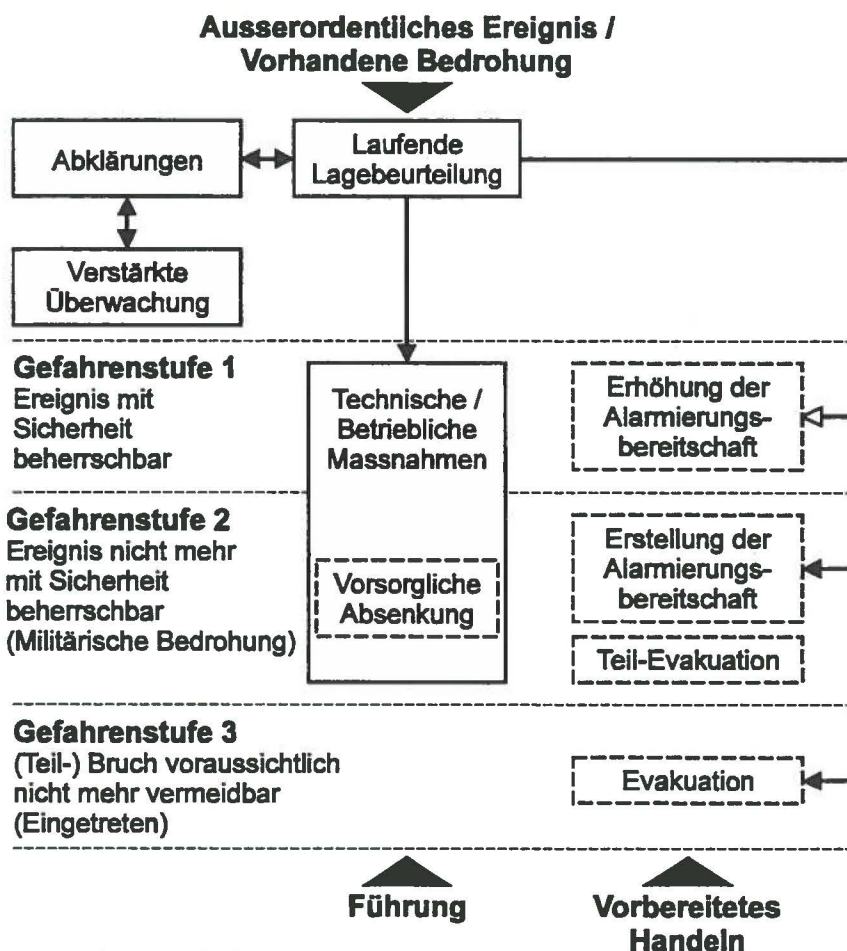 Ausserordentliches Ereignis /
Vorhandene Bedrohung
Abklärungen
Laufende
Lagebeurteilung
Verstärkte
Überwachung
Gefahrenstufe 1
Ereignis mit
Sicherheit
beherrschbar
Technische /
Betriebliche
Massnahmen
Erhöhung der
Alarmierungs-
bereitschaft
Gefahrenstufe 2
Ereignis nicht mehr
mit Sicherheit
beherrschbar
(Militärische Bedrohung)
Vorsorgliche
Absenkung
Erstellung der
Alarmierungs-
bereitschaft
Teil-Evakuation
Gefahrenstufe 3
(Teil-) Bruch voraussichtlich
nicht mehr vermeidbar
(Eingetreten)
Evakuation
Führung
Vorbereitetes
Handeln